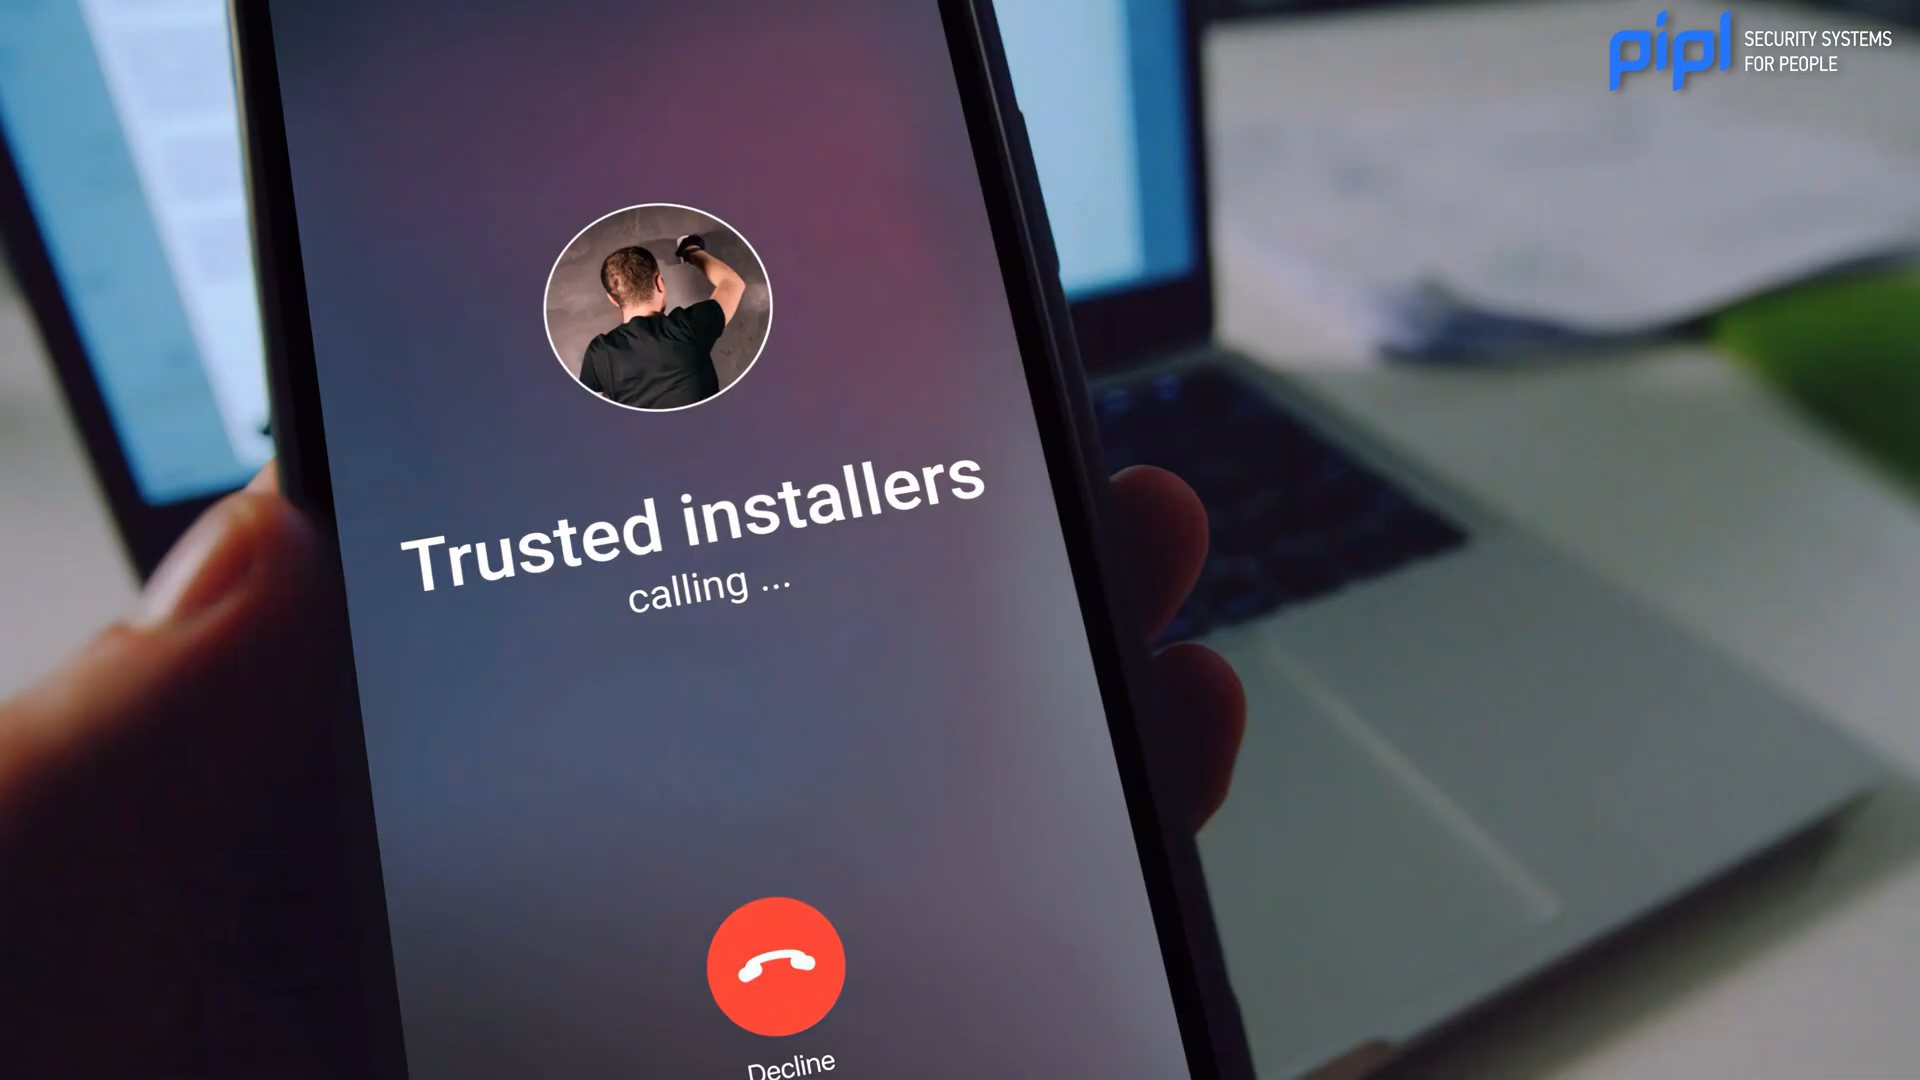 pipl
SECURITY SYSTEMS
FOR PEOPLE
Trusted installers
calling ...
Decline